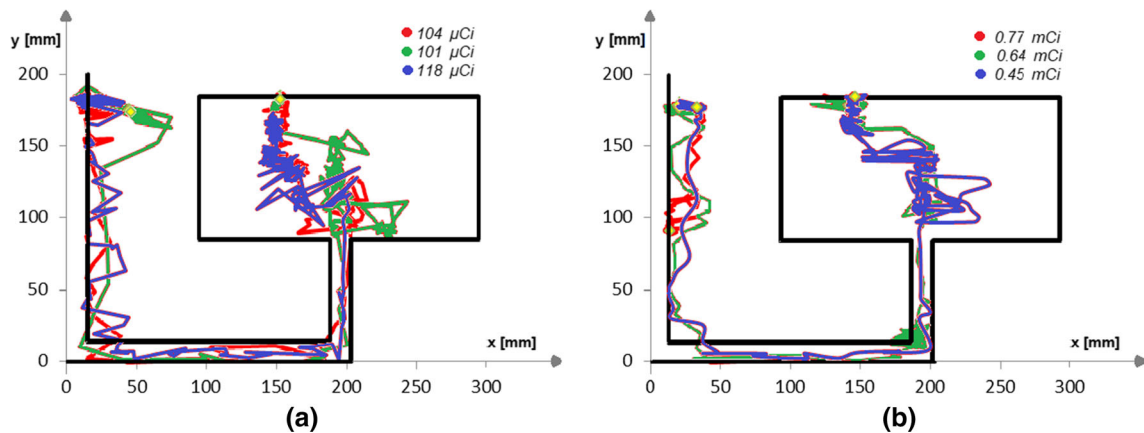 y [mm]
200
150
100
50
0
0 50 100 150 200 250 300
x [mm]
104 μCi
101 μCi
118 μCi
(a)
y [mm]
200
150
100
50
0
0 50 100 150 200 250 300
x [mm]
0.77 mCi
0.64 mCi
0.45 mCi
(b)